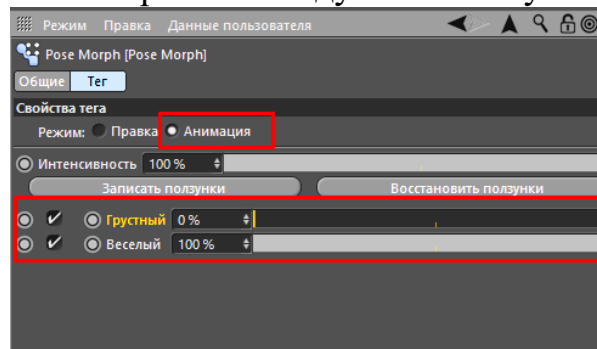 Режим Правка Данные пользователя
Pose Morph [Pose Morph]
Общие Тег
Свойства тега
Режим: Правка Анимация
Интенсивность 100 %
Записать ползунки Восстановить ползунки
Грустный 0 %
Веселый 100 %